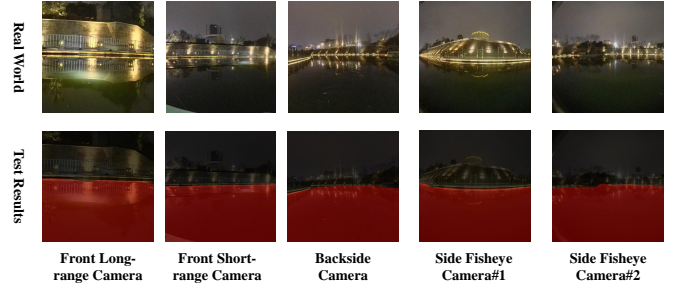 Real World
Test Results
Front Long-
range Camera
Front Short-
range Camera
Backside
Camera
Side Fisheye
Camera#1
Side Fisheye
Camera#2